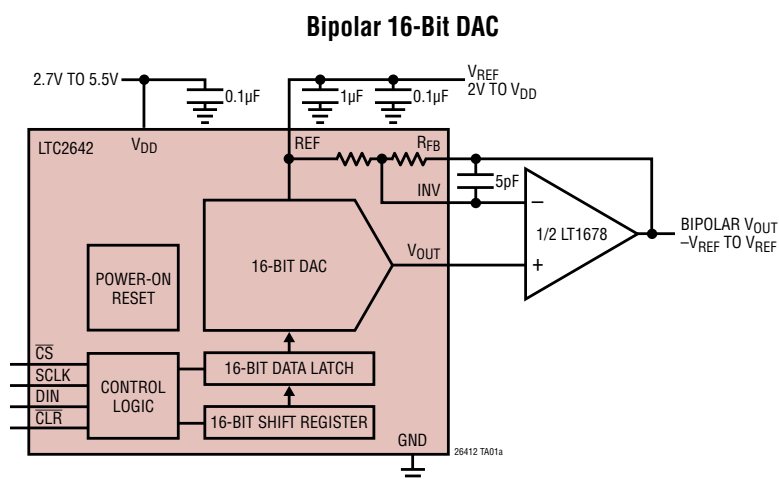 Bipolar 16-Bit DAC
2.7V TO 5.5V
0.1µF
1µF
0.1µF
VREF
2V TO VDD
LTC2642
VDD
REF
RFB
INV
5pF
1/2 LT1678
–
+
BIPOLAR VOUT
–VREF TO VREF
VOUT
16-BIT DAC
POWER-ON
RESET
CS
SCLK
DIN
CLR
CONTROL
LOGIC
16-BIT DATA LATCH
16-BIT SHIFT REGISTER
GND
26412 TA01a